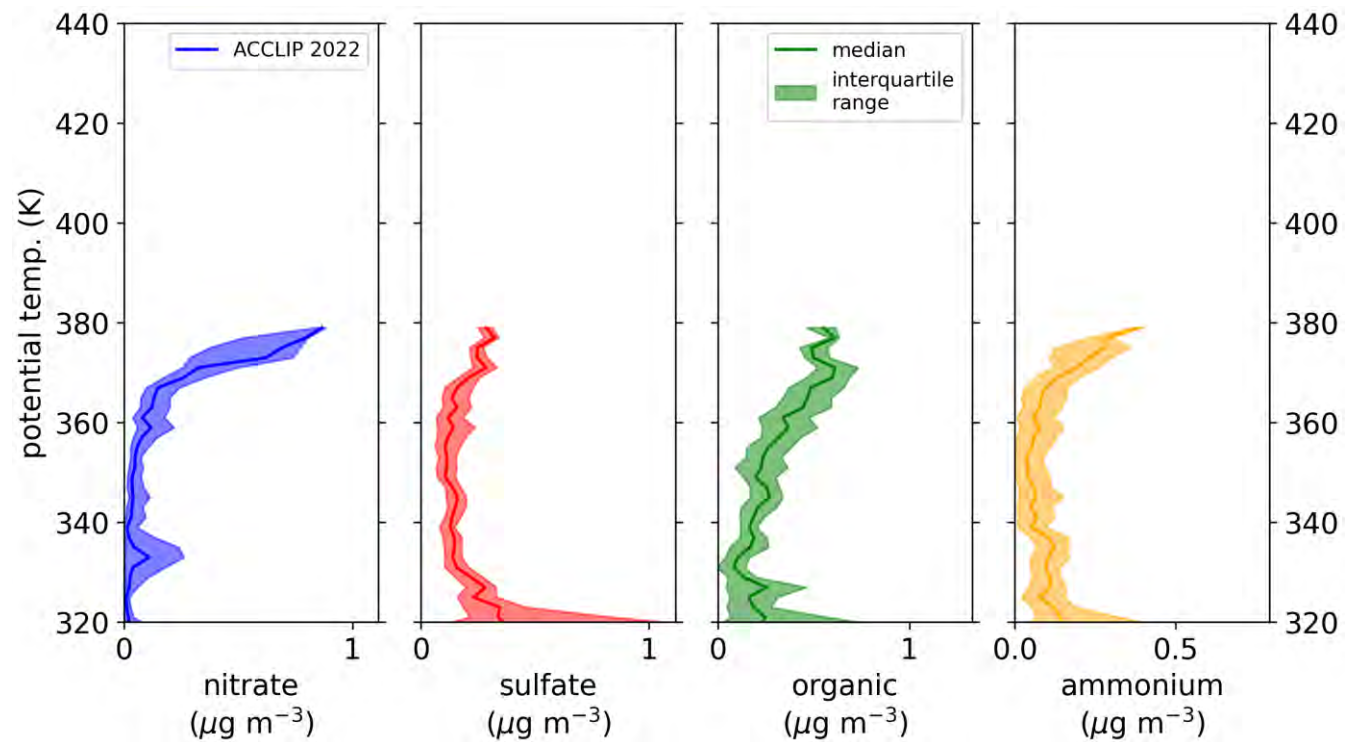 440
420
400
380
360
340
320
potential temp. (K)
ACCLIP 2022
median
interquartile
range
440
420
400
380
360
340
320
0 1
0 1
0 1
0.0 0.5
nitrate
(μg m⁻³)
sulfate
(μg m⁻³)
organic
(μg m⁻³)
ammonium
(μg m⁻³)